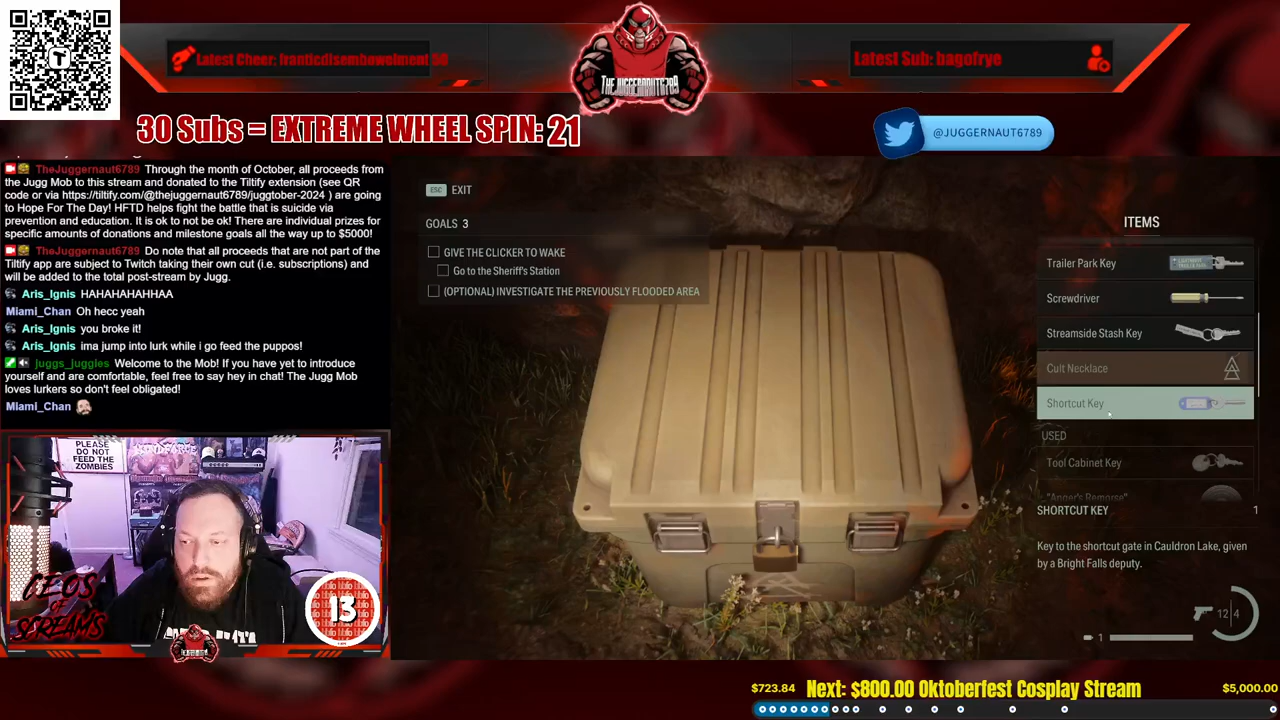 Latest Cheer: franticdisembowelment 50
THEJUGGERNAUT6789
Latest Sub: bagofrye
30 Subs = EXTREME WHEEL SPIN: 21
@JUGGERNAUT6789
TheJuggernaut6789 Through the month of October, all proceeds from
the Jugg Mob to this stream and donated to the Tiltify extension (see QR
code or via https://tiltify.com/@thejuggernaut6789/juggtober-2024 ) are going
to Hope For The Day! HFTD helps fight the battle that is suicide via
prevention and education. It is ok to not be ok! There are individual prizes for
specific amounts of donations and milestone goals all the way up to $5000!
TheJuggernaut6789 Do note that all proceeds that are not part of the
Tiltify app are subject to Twitch taking their own cut (i.e. subscriptions) and
will be added to the total post-stream by Jugg.
Aris_Ignis HAHAHAHAHHAA
Miami_Chan Oh hecc yeah
Aris_Ignis you broke it!
Aris_Ignis ima jump into lurk while i go feed the puppos!
juggs_juggies Welcome to the Mob! If you have yet to introduce
yourself and are comfortable, feel free to say hey in chat! The Jugg Mob
loves lurkers so don't feel obligated!
Miami_Chan
ESC EXIT
GOALS 3
GIVE THE CLICKER TO WAKE
Go to the Sheriff's Station
(OPTIONAL) INVESTIGATE THE PREVIOUSLY FLOODED AREA
ITEMS
Trailer Park Key
Screwdriver
Streamside Stash Key
Cult Necklace
Shortcut Key
USED
Tool Cabinet Key
"Anger's Remorse"
SHORTCUT KEY 1
Key to the shortcut gate in Cauldron Lake, given
by a Bright Falls deputy.
12 4
1
PLEASE
DO NOT
FEED THE
ZOMBIES
CEOS
OF
STREAMS
13
$723.84 Next: $800.00 Oktoberfest Cosplay Stream $5,000.00